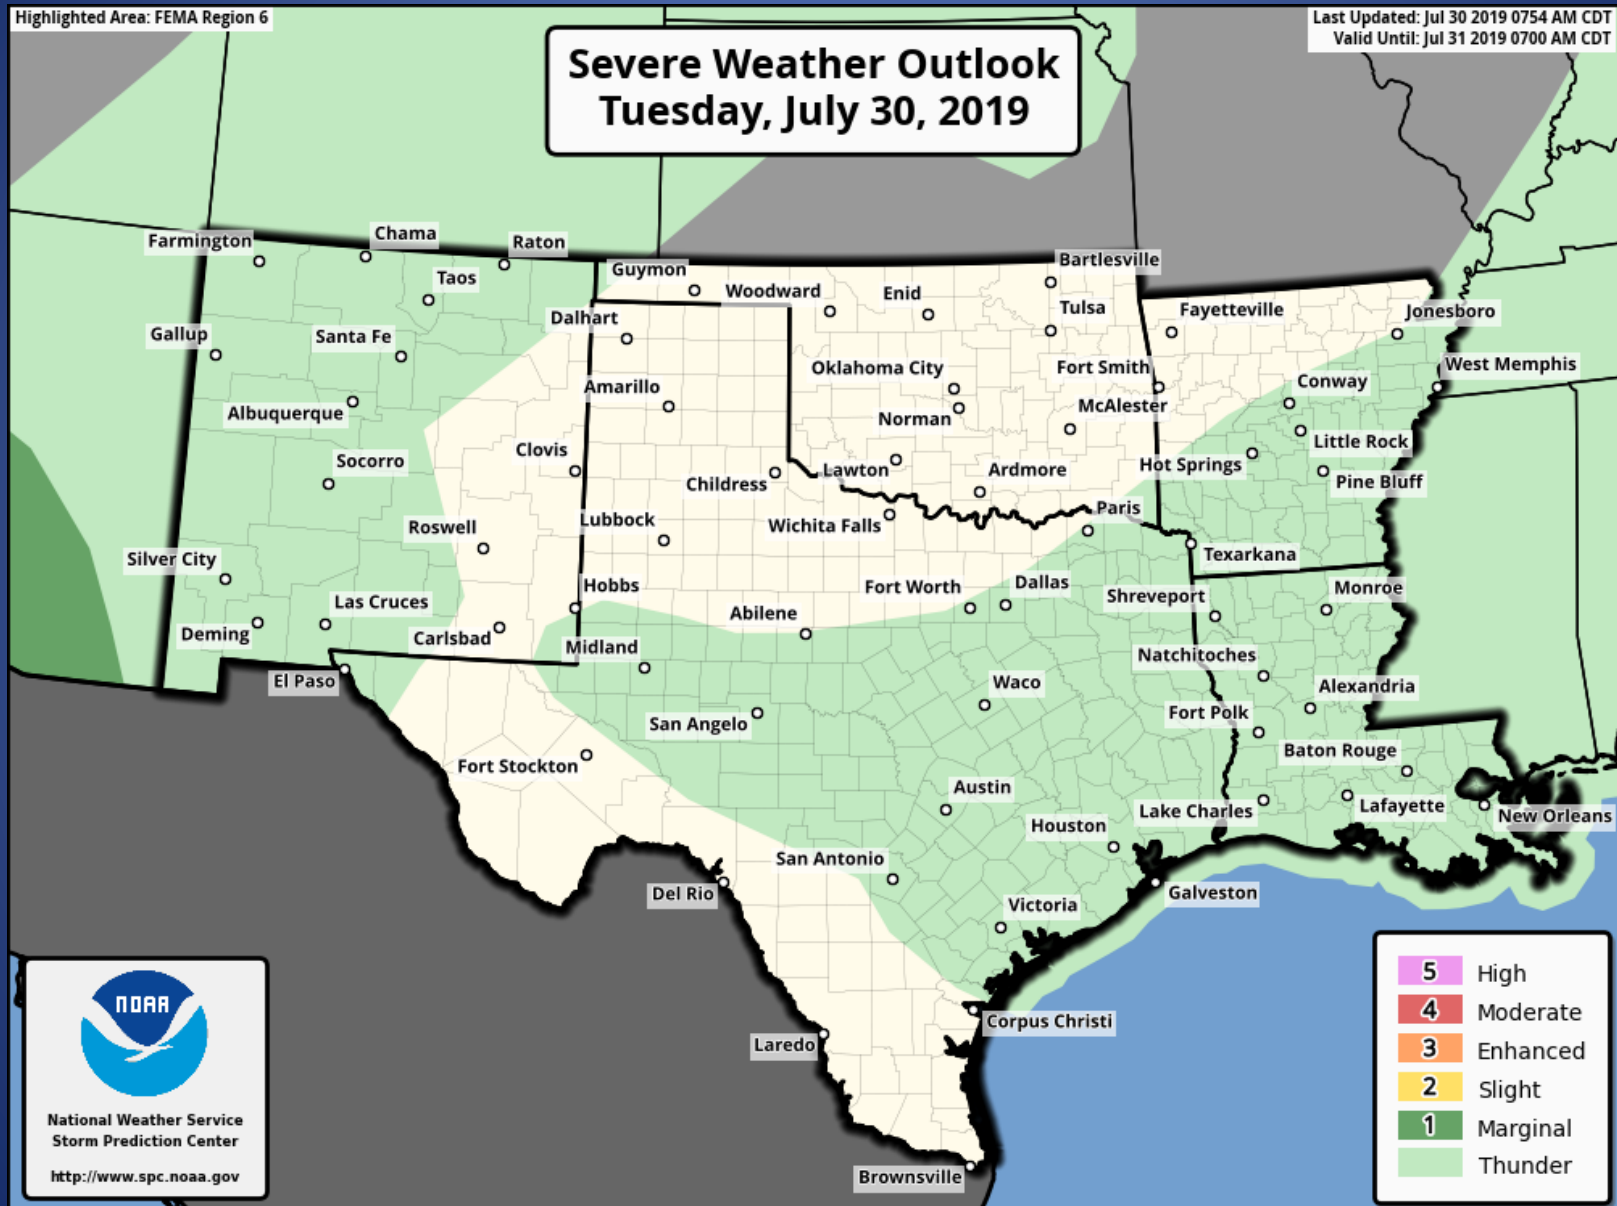 Highlighted Area: FEMA Region 6
Last Updated: Jul 30 2019 0754 AM CDT
Valid Until: Jul 31 2019 0700 AM CDT
Severe Weather Outlook
Tuesday, July 30, 2019
Farmington
Chama
Raton
Taos
Guymon
Woodward
Enid
Bartlesville
Tulsa
Gallup
Santa Fe
Dalhart
Fayetteville
Jonesboro
Albuquerque
Amarillo
Oklahoma City
Fort Smith
Conway
West Memphis
Norman
McAlester
Socorro
Clovis
Childress
Lawton
Ardmore
Hot Springs
Little Rock
Pine Bluff
Roswell
Lubbock
Wichita Falls
Paris
Texarkana
Silver City
Las Cruces
Hobbs
Abilene
Fort Worth
Dallas
Shreveport
Monroe
Deming
Carlsbad
Midland
El Paso
San Angelo
Waco
Natchitoches
Alexandria
Fort Polk
Baton Rouge
Fort Stockton
Austin
Houston
Lake Charles
Lafayette
New Orleans
San Antonio
Del Rio
Victoria
Galveston
Laredo
Corpus Christi
Brownsville
NOAA
National Weather Service
Storm Prediction Center
http://www.spc.noaa.gov
5 High
4 Moderate
3 Enhanced
2 Slight
1 Marginal
Thunder